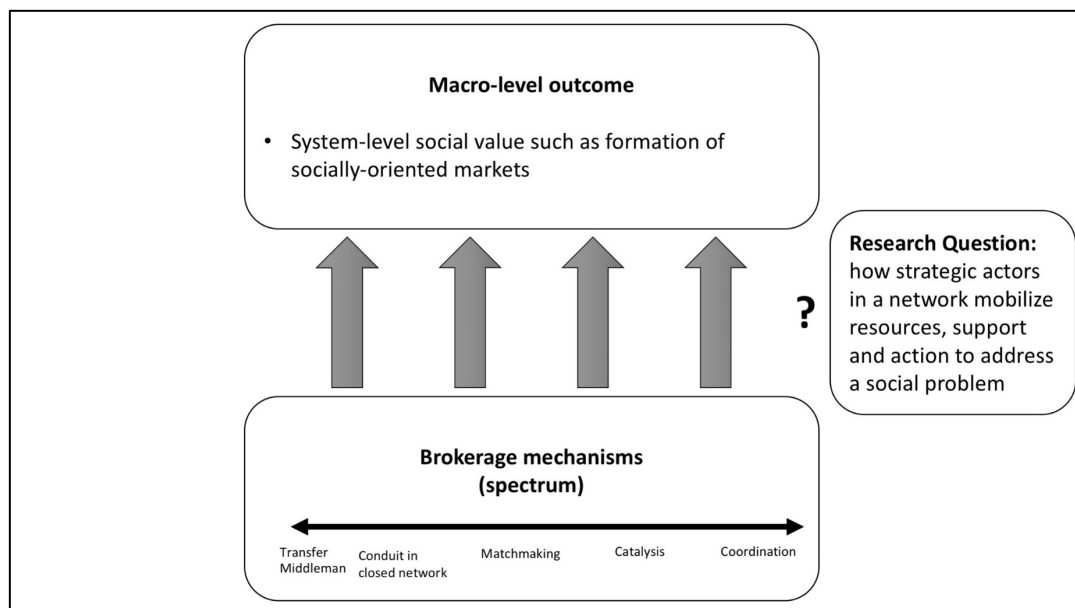 Macro-level outcome
• System-level social value such as formation of
socially-oriented markets
Research Question:
how strategic actors
in a network mobilize
resources, support
and action to address
a social problem
?
Brokerage mechanisms
(spectrum)
Transfer
Middleman
Conduit in
closed network
Matchmaking
Catalysis
Coordination